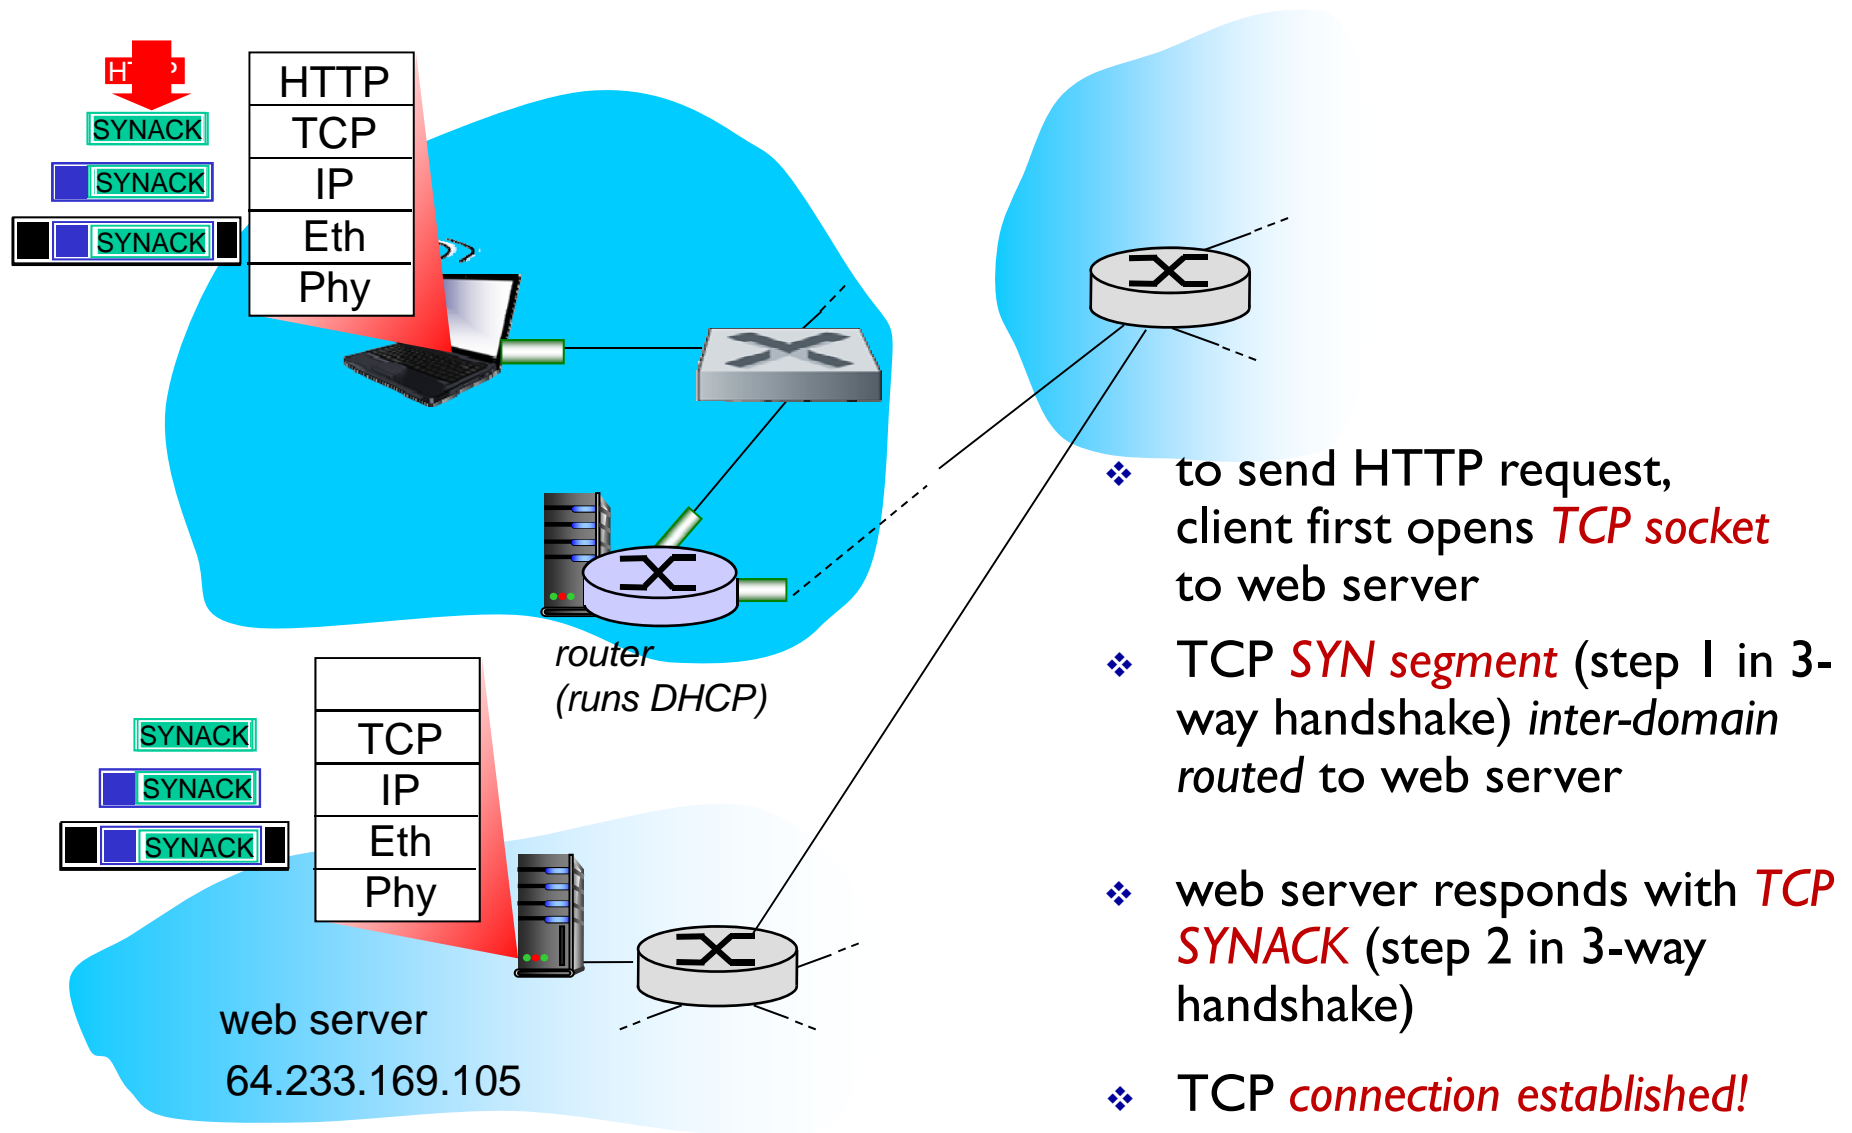 HTTP
SYNACK
SYNACK
SYNACK
HTTP
TCP
IP
Eth
Phy
router
(runs DHCP)
SYNACK
SYNACK
SYNACK
TCP
IP
Eth
Phy
web server
64.233.169.105
❖ to send HTTP request,
client first opens TCP socket
to web server
❖ TCP SYN segment (step 1 in 3-
way handshake) inter-domain
routed to web server
❖ web server responds with TCP
SYNACK (step 2 in 3-way
handshake)
❖ TCP connection established!